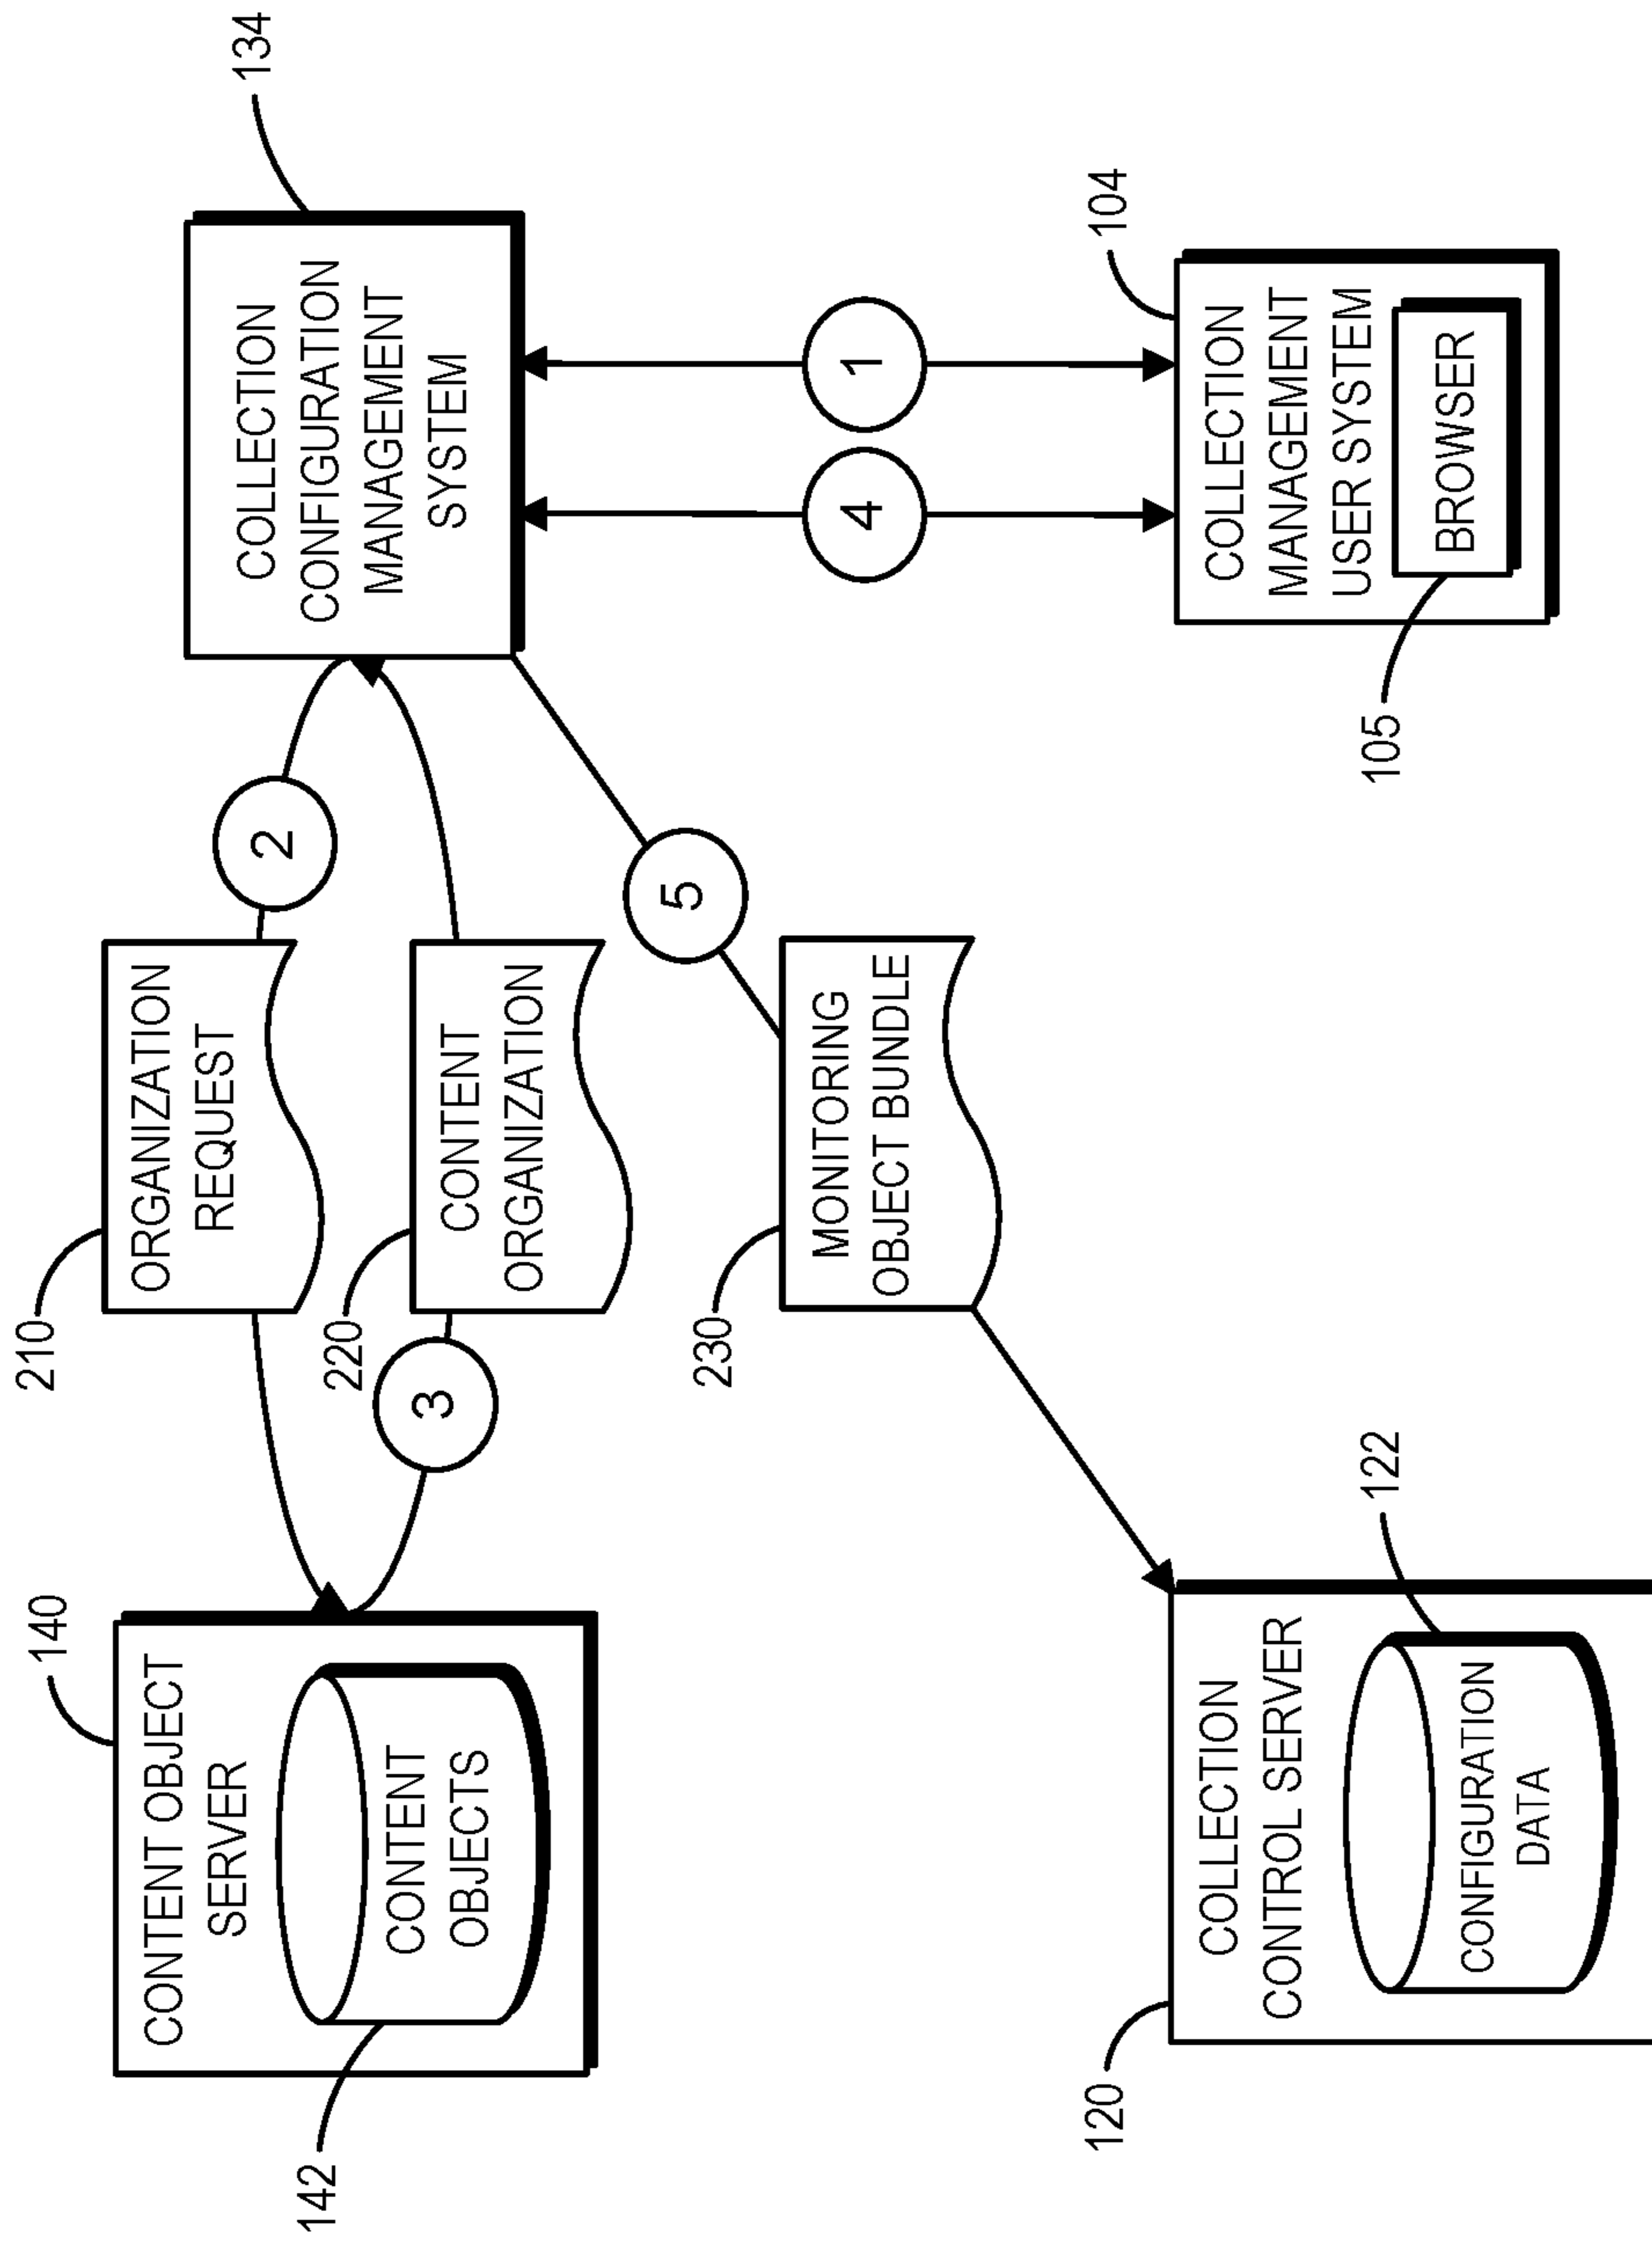 140
CONTENT OBJECT
SERVER
CONTENT
OBJECTS
142
210
ORGANIZATION
REQUEST
2
220
CONTENT
ORGANIZATION
3
134
COLLECTION
CONFIGURATION
MANAGEMENT
SYSTEM
230
MONITORING
OBJECT BUNDLE
5
4
1
120
COLLECTION
CONTROL SERVER
CONFIGURATION
DATA
122
104
COLLECTION
MANAGEMENT
USER SYSTEM
BROWSER
105